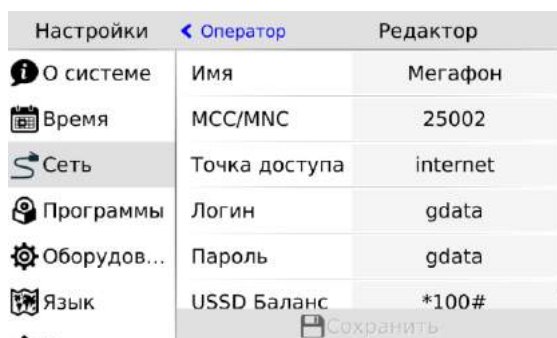 Настройки
Оператор
Редактор
О системе
Имя
Мегафон
Время
MCC/MNC
25002
Сеть
Точка доступа
internet
Программы
Логин
gdata
Оборудов...
Пароль
gdata
Язык
USSD Баланс
*100#
Сохранить